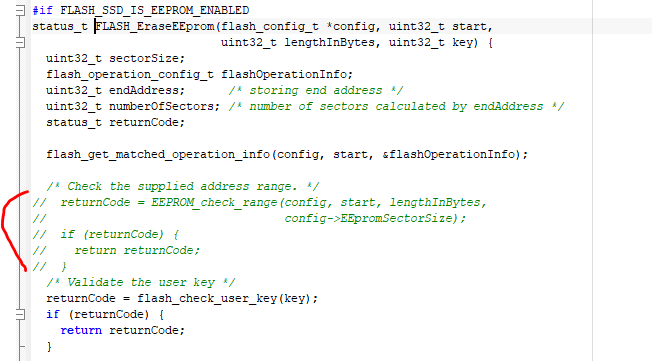 #if FLASH_SSD_IS_EEPROM_ENABLED
status_t FLASH_EraseEEprom(flash_config_t *config, uint32_t start,
                           uint32_t lengthInBytes, uint32_t key) {
  uint32_t sectorSize;
  flash_operation_config_t flashOperationInfo;
  uint32_t endAddress;      /* storing end address */
  uint32_t numberOfSectors; /* number of sectors calculated by endAddress */
  status_t returnCode;

  flash_get_matched_operation_info(config, start, &flashOperationInfo);

  /* Check the supplied address range. */
//  returnCode = EEPROM_check_range(config, start, lengthInBytes,
//                                  config->EEpromSectorSize);
//  if (returnCode) {
//    return returnCode;
//  }
  /* Validate the user key */
  returnCode = flash_check_user_key(key);
  if (returnCode) {
    return returnCode;
  }